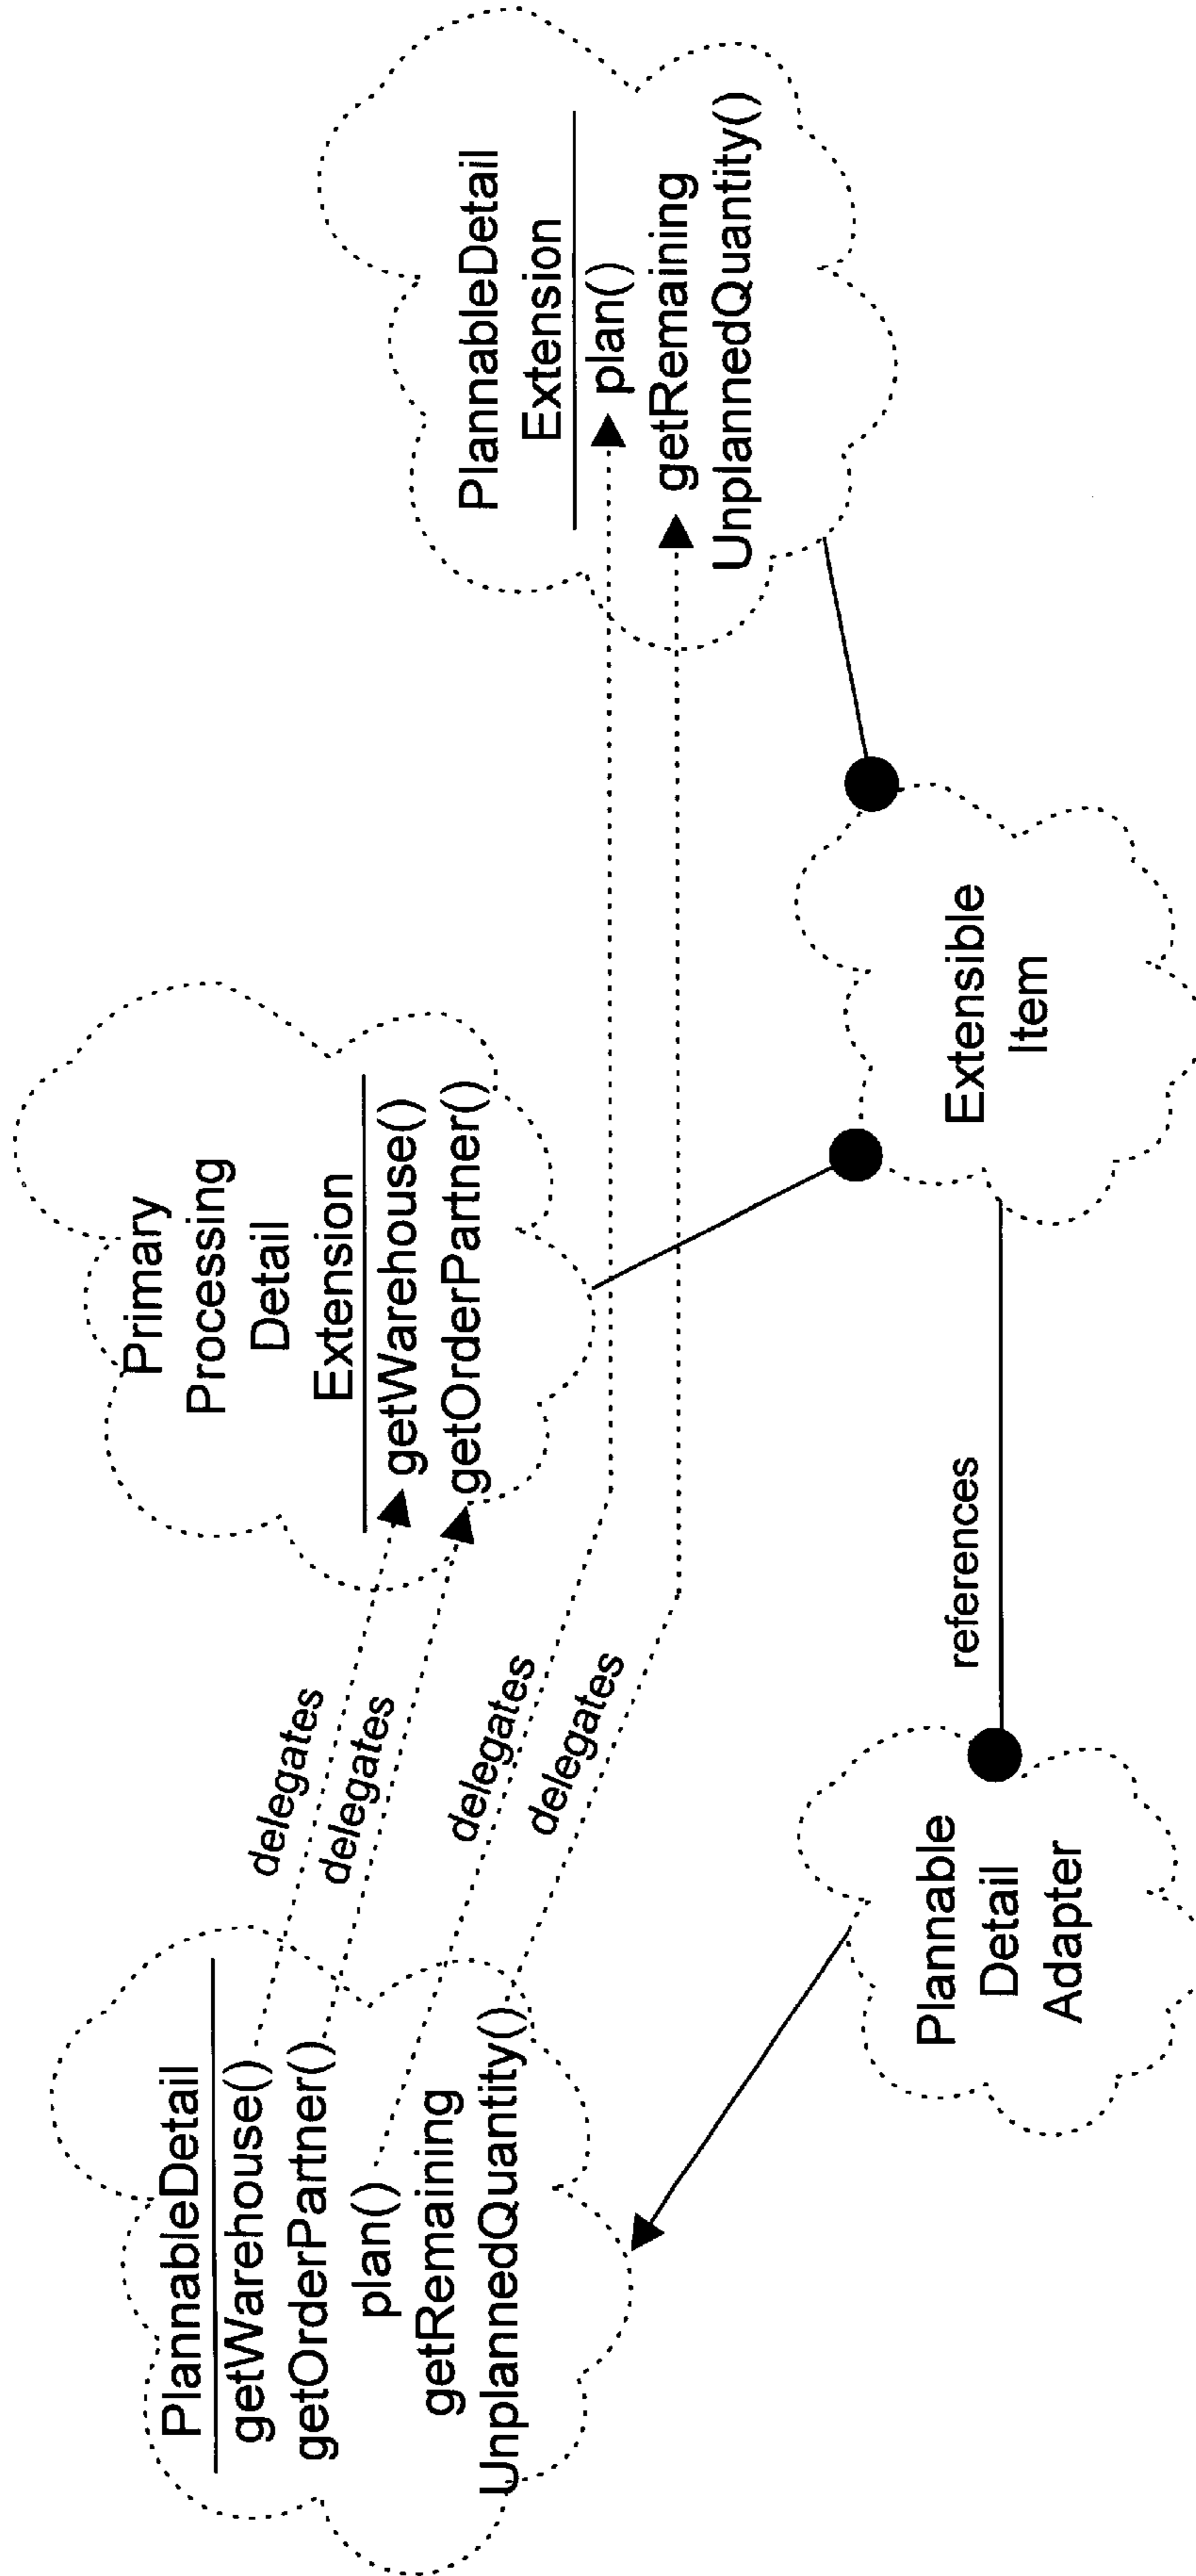 PlannableDetail
getWarehouse()
getOrderPartner()
plan()
getRemaining
UnplannedQuantity()
delegates
delegates
delegates
delegates
Primary
Processing
Detail
Extension
getWarehouse()
getOrderPartner()
PlannableDetail
Extension
plan()
getRemaining
UnplannedQuantity()
Plannable
Detail
Adapter
references
Extensible
Item